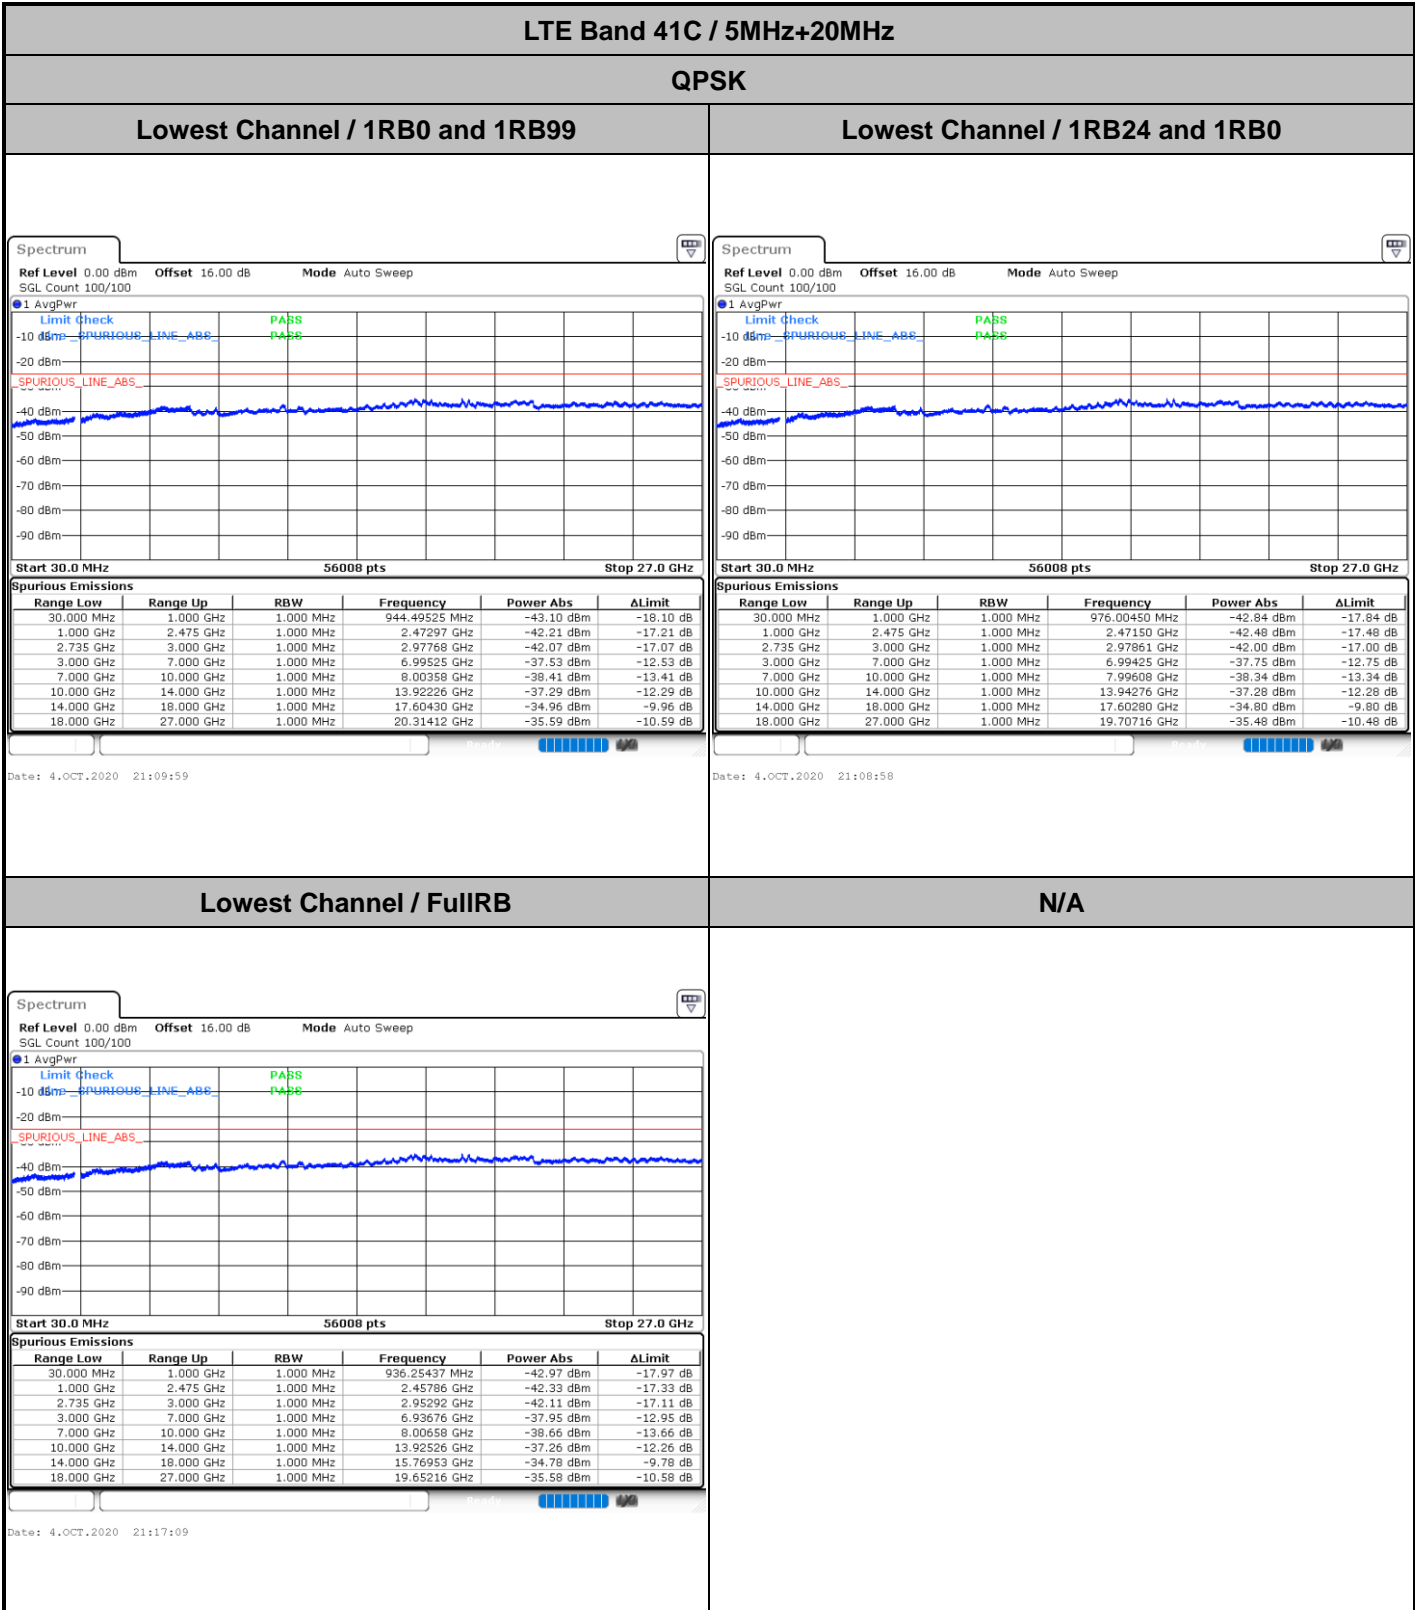 LTE Band 41C / 5MHz+20MHz
QPSK
Lowest Channel / 1RB0 and 1RB99
Lowest Channel / 1RB24 and 1RB0
Spectrum
Ref Level 0.00 dBm Offset 16.00 dB Mode Auto Sweep
SGL Count 100/100
1 AvgPwr
Limit Check PASS
Line _SPURIOUS_LINE_ABS_ PASS
-10 dBm
-20 dBm
_SPURIOUS_LINE_ABS_
-40 dBm
-50 dBm
-60 dBm
-70 dBm
-80 dBm
-90 dBm
Start 30.0 MHz 56008 pts Stop 27.0 GHz
Spurious Emissions
Range Low Range Up RBW Frequency Power Abs ΔLimit
30.000 MHz 1.000 GHz 1.000 MHz 944.49525 MHz -43.10 dBm -18.10 dB
1.000 GHz 2.475 GHz 1.000 MHz 2.47297 GHz -42.21 dBm -17.21 dB
2.735 GHz 3.000 GHz 1.000 MHz 2.97768 GHz -42.07 dBm -17.07 dB
3.000 GHz 7.000 GHz 1.000 MHz 6.99525 GHz -37.53 dBm -12.53 dB
7.000 GHz 10.000 GHz 1.000 MHz 8.00358 GHz -38.41 dBm -13.41 dB
10.000 GHz 14.000 GHz 1.000 MHz 13.92226 GHz -37.29 dBm -12.29 dB
14.000 GHz 18.000 GHz 1.000 MHz 17.60430 GHz -34.96 dBm -9.96 dB
18.000 GHz 27.000 GHz 1.000 MHz 20.31412 GHz -35.59 dBm -10.59 dB
Ready
Date: 4.OCT.2020 21:09:59
Spectrum
Ref Level 0.00 dBm Offset 16.00 dB Mode Auto Sweep
SGL Count 100/100
1 AvgPwr
Limit Check PASS
Line _SPURIOUS_LINE_ABS_ PASS
-10 dBm
-20 dBm
_SPURIOUS_LINE_ABS_
-40 dBm
-50 dBm
-60 dBm
-70 dBm
-80 dBm
-90 dBm
Start 30.0 MHz 56008 pts Stop 27.0 GHz
Spurious Emissions
Range Low Range Up RBW Frequency Power Abs ΔLimit
30.000 MHz 1.000 GHz 1.000 MHz 976.00450 MHz -42.84 dBm -17.84 dB
1.000 GHz 2.475 GHz 1.000 MHz 2.47150 GHz -42.48 dBm -17.48 dB
2.735 GHz 3.000 GHz 1.000 MHz 2.97861 GHz -42.00 dBm -17.00 dB
3.000 GHz 7.000 GHz 1.000 MHz 6.99425 GHz -37.75 dBm -12.75 dB
7.000 GHz 10.000 GHz 1.000 MHz 7.99608 GHz -38.34 dBm -13.34 dB
10.000 GHz 14.000 GHz 1.000 MHz 13.94276 GHz -37.28 dBm -12.28 dB
14.000 GHz 18.000 GHz 1.000 MHz 17.60280 GHz -34.80 dBm -9.80 dB
18.000 GHz 27.000 GHz 1.000 MHz 19.70716 GHz -35.48 dBm -10.48 dB
Ready
Date: 4.OCT.2020 21:08:58
Lowest Channel / FullRB
N/A
Spectrum
Ref Level 0.00 dBm Offset 16.00 dB Mode Auto Sweep
SGL Count 100/100
1 AvgPwr
Limit Check PASS
Line _SPURIOUS_LINE_ABS_ PASS
-10 dBm
-20 dBm
_SPURIOUS_LINE_ABS_
-40 dBm
-50 dBm
-60 dBm
-70 dBm
-80 dBm
-90 dBm
Start 30.0 MHz 56008 pts Stop 27.0 GHz
Spurious Emissions
Range Low Range Up RBW Frequency Power Abs ΔLimit
30.000 MHz 1.000 GHz 1.000 MHz 936.25437 MHz -42.97 dBm -17.97 dB
1.000 GHz 2.475 GHz 1.000 MHz 2.45786 GHz -42.33 dBm -17.33 dB
2.735 GHz 3.000 GHz 1.000 MHz 2.95292 GHz -42.11 dBm -17.11 dB
3.000 GHz 7.000 GHz 1.000 MHz 6.93676 GHz -37.95 dBm -12.95 dB
7.000 GHz 10.000 GHz 1.000 MHz 8.00658 GHz -38.66 dBm -13.66 dB
10.000 GHz 14.000 GHz 1.000 MHz 13.92526 GHz -37.26 dBm -12.26 dB
14.000 GHz 18.000 GHz 1.000 MHz 15.76953 GHz -34.78 dBm -9.78 dB
18.000 GHz 27.000 GHz 1.000 MHz 19.65216 GHz -35.58 dBm -10.58 dB
Ready
Date: 4.OCT.2020 21:17:09